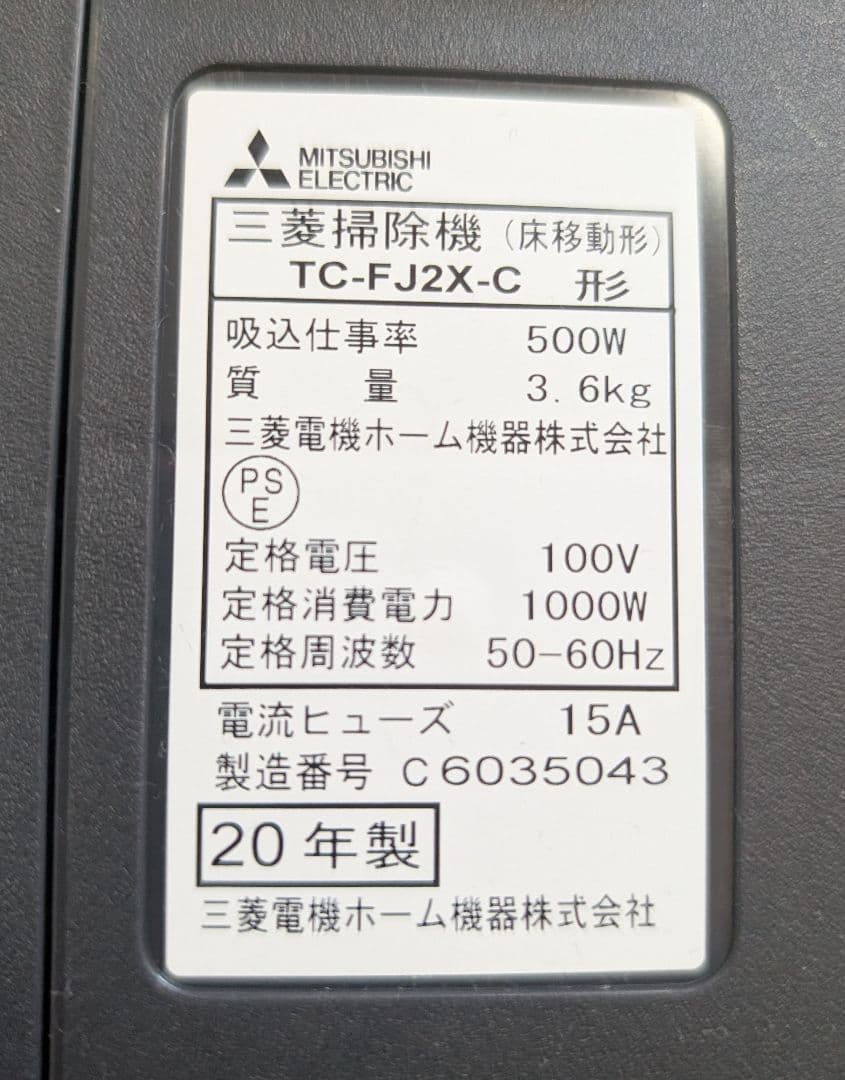 MITSUBISHI
ELECTRIC
三菱掃除機（床移動形）
TC-FJ2X-C 形
吸込仕事率 500W
質 量 3.6kg
三菱電機ホーム機器株式会社
PS
E
定格電圧 100V
定格消費電力 1000W
定格周波数 50-60Hz
電流ヒューズ 15A
製造番号 C6035043
20年製
三菱電機ホーム機器株式会社